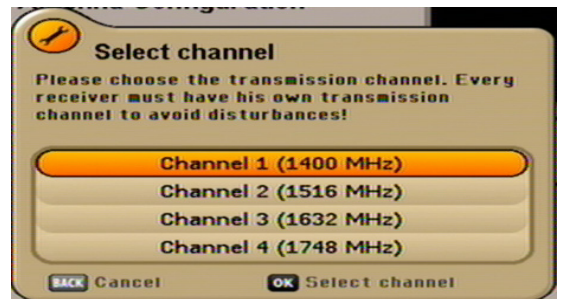 Select channel
Please choose the transmission channel. Every
receiver must have his own transmission
channel to avoid disturbances!
Channel 1 (1400 MHz)
Channel 2 (1516 MHz)
Channel 3 (1632 MHz)
Channel 4 (1748 MHz)
BACK Cancel OK Select channel